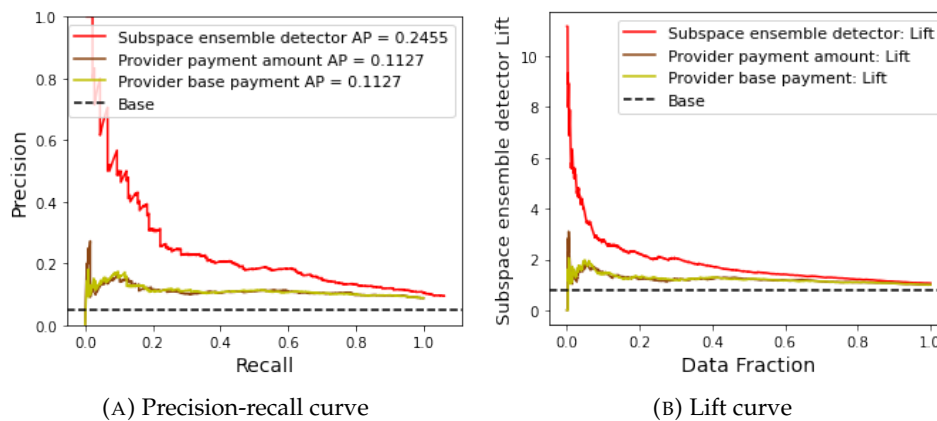 Precision
1.0
0.8
0.6
0.4
0.2
0.0
Subspace ensemble detector AP = 0.2455
Provider payment amount AP = 0.1127
Provider base payment AP = 0.1127
Base
0.0 0.2 0.4 0.6 0.8 1.0
Recall
(A) Precision-recall curve
Subspace ensemble detector Lift
10
8
6
4
2
0
Subspace ensemble detector: Lift
Provider payment amount: Lift
Provider base payment: Lift
Base
0.0 0.2 0.4 0.6 0.8 1.0
Data Fraction
(B) Lift curve